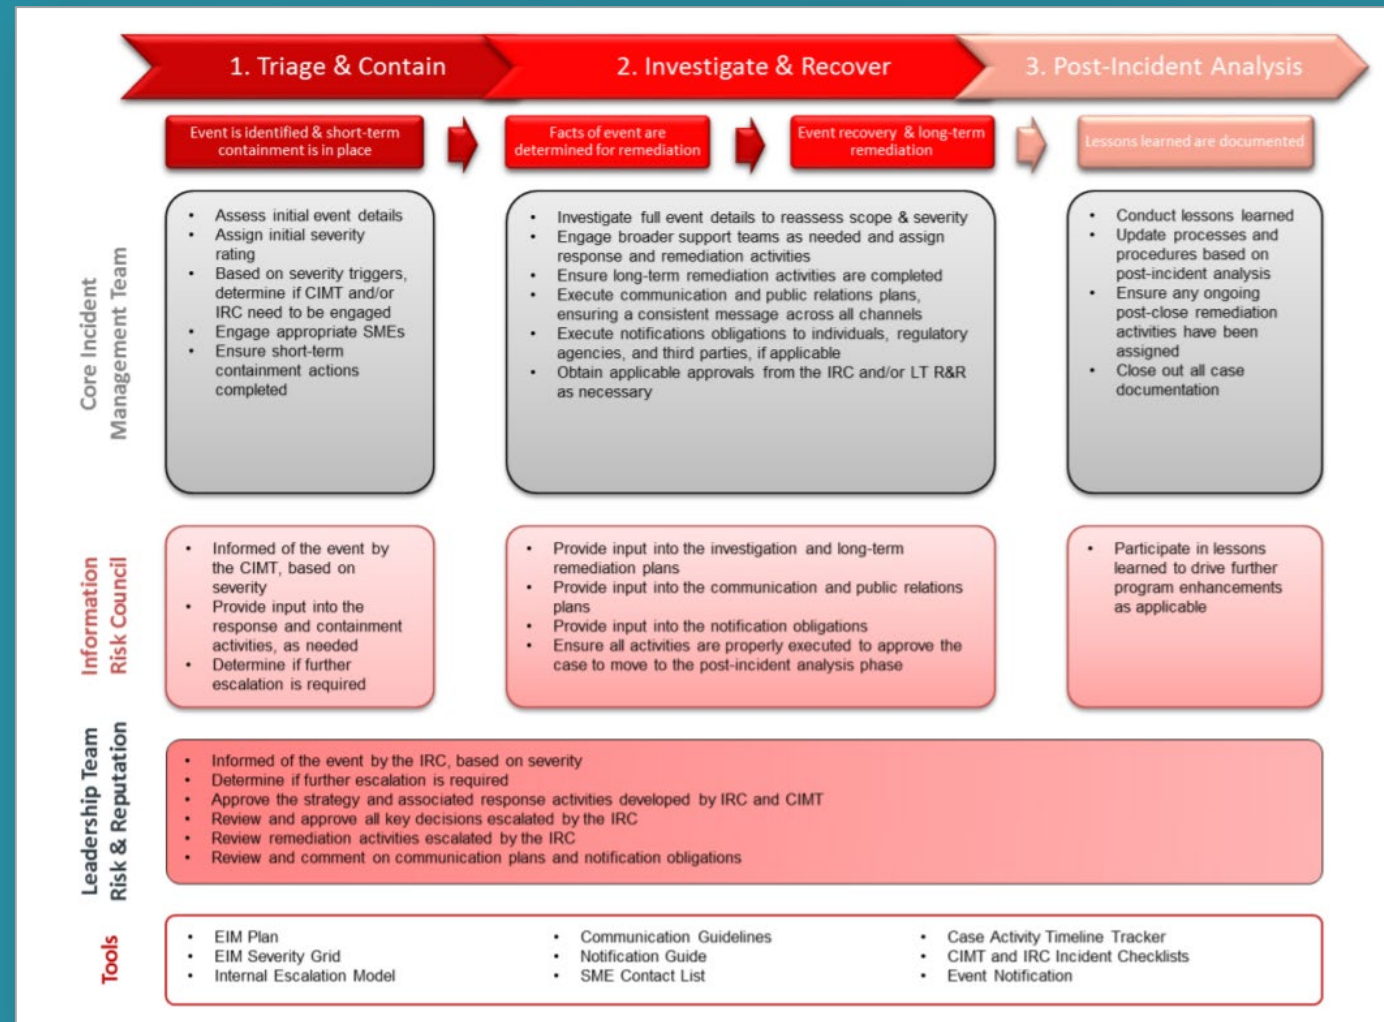 1. Triage & Contain
2. Investigate & Recover
3. Post-Incident Analysis
Event is identified & short-term
containment is in place
Facts of event are
determined for remediation
Event recovery & long-term
remediation
Lessons learned are documented
Core Incident
Management Team
• Assess initial event details
• Assign initial severity
rating
• Based on severity triggers,
determine if CIMT and/or
IRC need to be engaged
• Engage appropriate SMEs
• Ensure short-term
containment actions
completed
• Investigate full event details to reassess scope & severity
• Engage broader support teams as needed and assign
response and remediation activities
• Ensure long-term remediation activities are completed
• Execute communication and public relations plans,
ensuring a consistent message across all channels
• Execute notifications obligations to individuals, regulatory
agencies, and third parties, if applicable
• Obtain applicable approvals from the IRC and/or LT R&R
as necessary
• Conduct lessons learned
• Update processes and
procedures based on
post-incident analysis
• Ensure any ongoing
post-close remediation
activities have been
assigned
• Close out all case
documentation
Information
Risk Council
• Informed of the event by
the CIMT, based on
severity
• Provide input into the
response and containment
activities, as needed
• Determine if further
escalation is required
• Provide input into the investigation and long-term
remediation plans
• Provide input into the communication and public relations
plans
• Provide input into the notification obligations
• Ensure all activities are properly executed to approve the
case to move to the post-incident analysis phase
• Participate in lessons
learned to drive further
program enhancements
as applicable
Leadership Team
Risk & Reputation
• Informed of the event by the IRC, based on severity
• Determine if further escalation is required
• Approve the strategy and associated response activities developed by IRC and CIMT
• Review and approve all key decisions escalated by the IRC
• Review remediation activities escalated by the IRC
• Review and comment on communication plans and notification obligations
Tools
• EIM Plan
• EIM Severity Grid
• Internal Escalation Model
• Communication Guidelines
• Notification Guide
• SME Contact List
• Case Activity Timeline Tracker
• CIMT and IRC Incident Checklists
• Event Notification